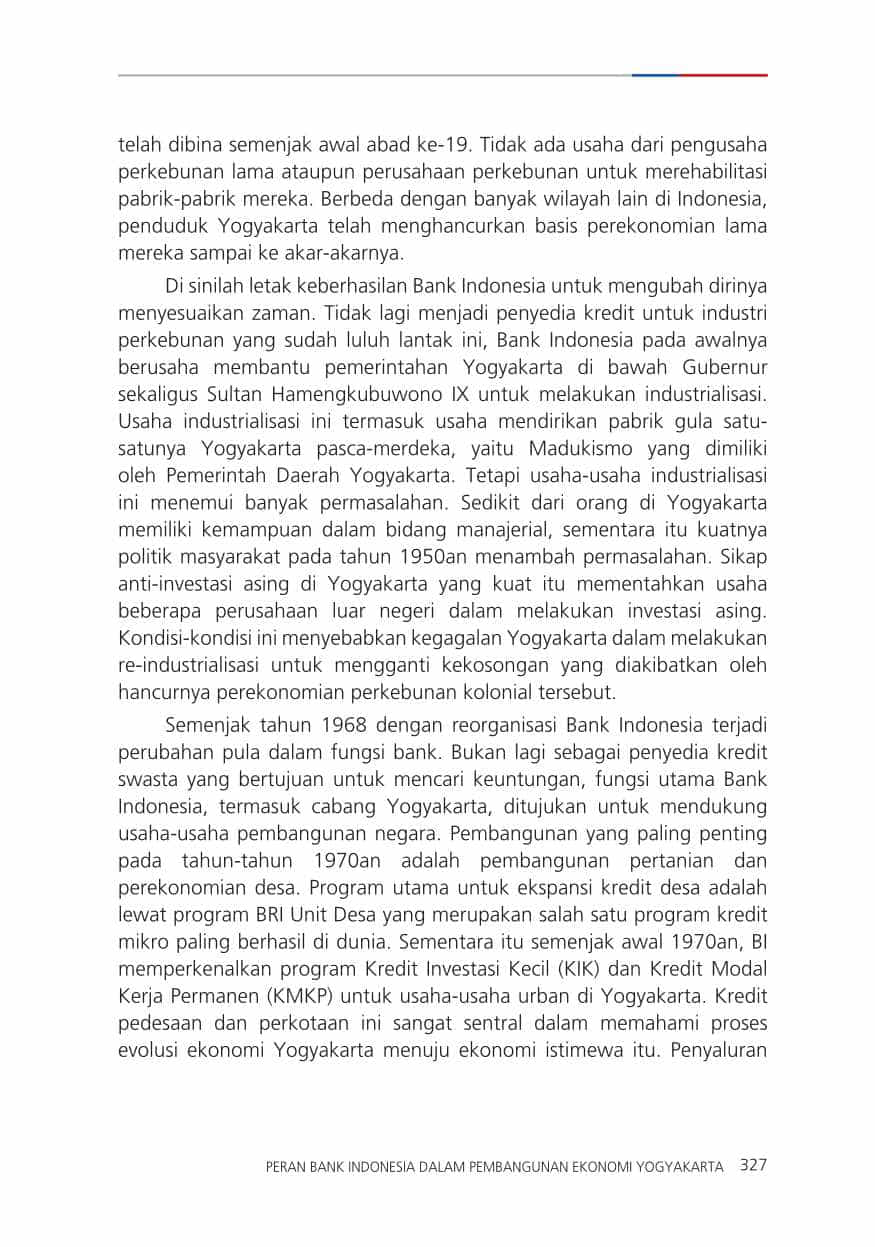 telah dibina semenjak awal abad ke-19. Tidak ada usaha dari pengusaha
perkebunan lama ataupun perusahaan perkebunan untuk merehabilitasi
pabrik-pabrik mereka. Berbeda dengan banyak wilayah lain di Indonesia,
penduduk Yogyakarta telah menghancurkan basis perekonomian lama
mereka sampai ke akar-akarnya.
Di sinilah letak keberhasilan Bank Indonesia untuk mengubah dirinya
menyesuaikan zaman. Tidak lagi menjadi penyedia kredit untuk industri
perkebunan yang sudah luluh lantak ini, Bank Indonesia pada awalnya
berusaha membantu pemerintahan Yogyakarta di bawah Gubernur
sekaligus Sultan Hamengkubuwono IX untuk melakukan industrialisasi.
Usaha industrialisasi ini termasuk usaha mendirikan pabrik gula satu-
satunya Yogyakarta pasca-merdeka, yaitu Madukismo yang dimiliki
oleh Pemerintah Daerah Yogyakarta. Tetapi usaha-usaha industrialisasi
ini menemui banyak permasalahan. Sedikit dari orang di Yogyakarta
memiliki kemampuan dalam bidang manajerial, sementara itu kuatnya
politik masyarakat pada tahun 1950an menambah permasalahan. Sikap
anti-investasi asing di Yogyakarta yang kuat itu mementahkan usaha
beberapa perusahaan luar negeri dalam melakukan investasi asing.
Kondisi-kondisi ini menyebabkan kegagalan Yogyakarta dalam melakukan
re-industrialisasi untuk mengganti kekosongan yang diakibatkan oleh
hancurnya perekonomian perkebunan kolonial tersebut.
Semenjak tahun 1968 dengan reorganisasi Bank Indonesia terjadi
perubahan pula dalam fungsi bank. Bukan lagi sebagai penyedia kredit
swasta yang bertujuan untuk mencari keuntungan, fungsi utama Bank
Indonesia, termasuk cabang Yogyakarta, ditujukan untuk mendukung
usaha-usaha pembangunan negara. Pembangunan yang paling penting
pada tahun-tahun 1970an adalah pembangunan pertanian dan
perekonomian desa. Program utama untuk ekspansi kredit desa adalah
lewat program BRI Unit Desa yang merupakan salah satu program kredit
mikro paling berhasil di dunia. Sementara itu semenjak awal 1970an, BI
memperkenalkan program Kredit Investasi Kecil (KIK) dan Kredit Modal
Kerja Permanen (KMKP) untuk usaha-usaha urban di Yogyakarta. Kredit
pedesaan dan perkotaan ini sangat sentral dalam memahami proses
evolusi ekonomi Yogyakarta menuju ekonomi istimewa itu. Penyaluran
PERAN BANK INDONESIA DALAM PEMBANGUNAN EKONOMI YOGYAKARTA 327